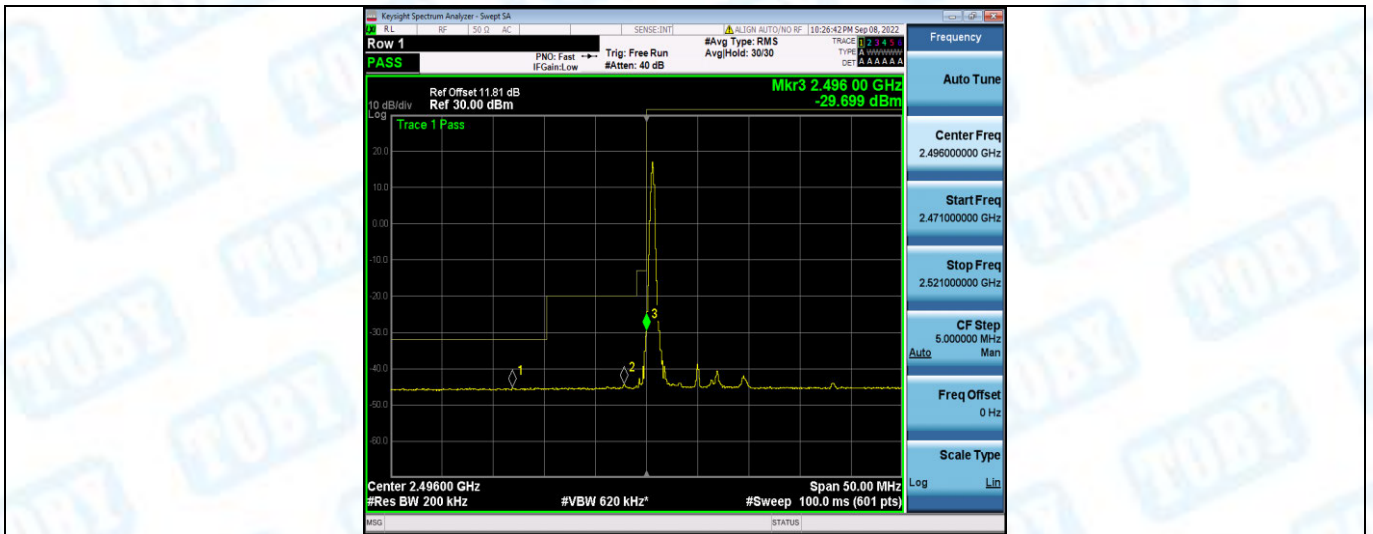 Keysight Spectrum Analyzer - Swept SA
RL RF 50 Ω AC SENSE:INT ALIGN AUTO/NO RF 10:26:42 PM Sep 08, 2022
Row 1 #Avg Type: RMS TRACE 1 2 3 4 5 6
PASS PNO: Fast Trig: Free Run Avg|Hold: 30/30 TYPE A
IFGain:Low #Atten: 40 dB DET A A A A A A
Frequency
Auto Tune
Center Freq
2.496000000 GHz
Start Freq
2.471000000 GHz
Stop Freq
2.521000000 GHz
CF Step
5.000000 MHz
Auto Man
Freq Offset
0 Hz
Scale Type
Log Lin
Ref Offset 11.81 dB Mkr3 2.496 00 GHz
10 dB/div Ref 30.00 dBm -29.699 dBm
Log
Trace 1 Pass
20.0
10.0
0.00
-10.0
-20.0
3
-30.0
1
2
-40.0
-50.0
-60.0
Center 2.49600 GHz Span 50.00 MHz
#Res BW 200 kHz #VBW 620 kHz* #Sweep 100.0 ms (601 pts)
MSG STATUS
TOBY